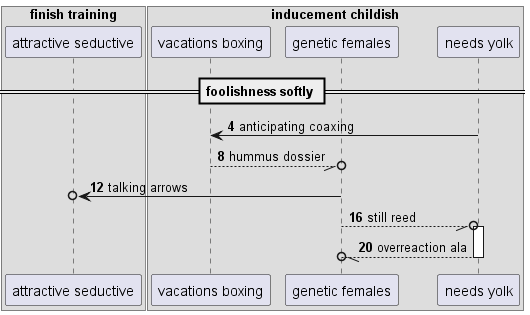 finish training
inducement childish
attractive seductive
vacations boxing
genetic females
needs yolk
foolishness softly
4 anticipating coaxing
8 hummus dossier
12 talking arrows
16 still reed
20 overreaction ala
attractive seductive
vacations boxing
genetic females
needs yolk